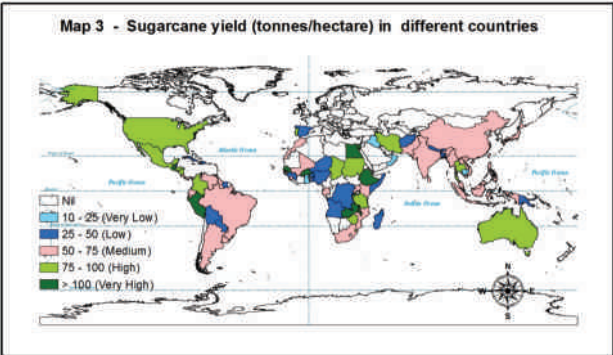 Map 3 - Sugarcane yield (tonnes/hectare) in different countries
Atlantic Ocean
Pacific Ocean
Pacific Ocean
Indian Ocean
Nil
10 - 25 (Very Low)
25 - 50 (Low)
50 - 75 (Medium)
75 - 100 (High)
> 100 (Very High)
N
W
E
S